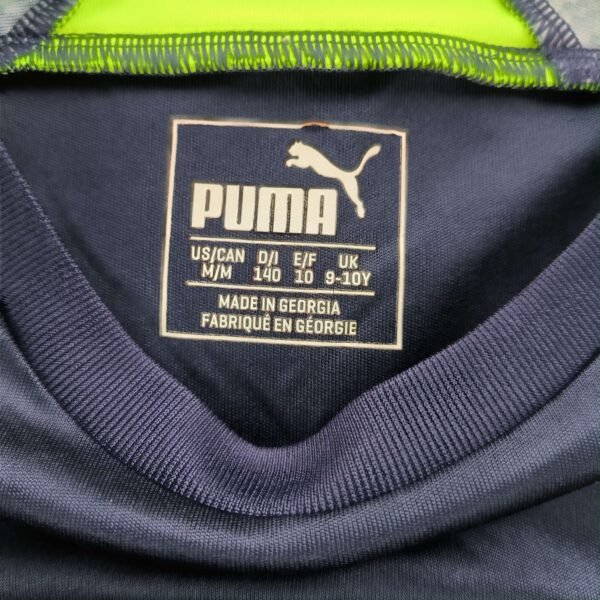 PUMA
US/CAN D/I E/F UK
M/M 140 10 9-10Y
MADE IN GEORGIA
FABRIQUÉ EN GÉORGIE